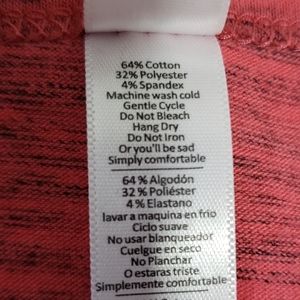 64% Cotton
32% Polyester
4% Spandex
Machine wash cold
Gentle Cycle
Do Not Bleach
Hang Dry
Do Not Iron
Or you'll be sad
Simply comfortable
64% Algodón
32% Poliéster
4% Elastano
lavar a maquina en frio
Ciclo suave
No usar blanqueador
Cuelgue en seco
No Planchar
O estaras triste
Simplemente comfortable